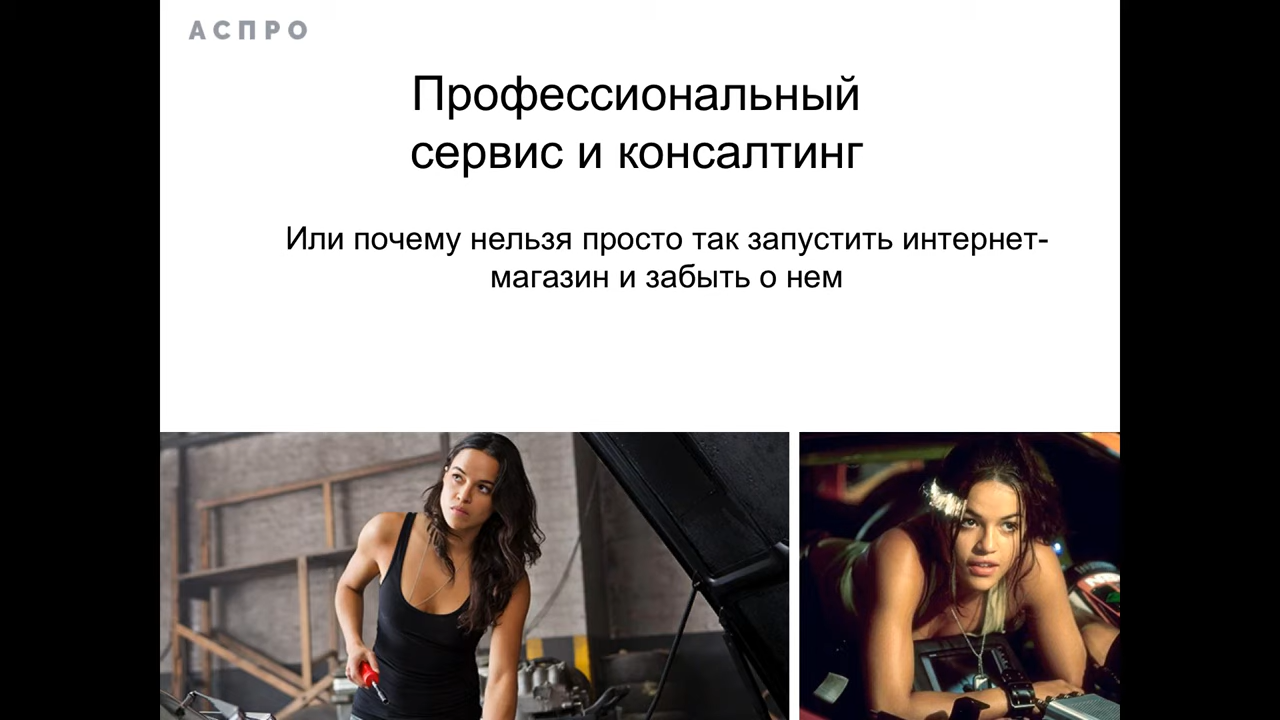 АСПРО
Профессиональный
сервис и консалтинг
Или почему нельзя просто так запустить интернет-
магазин и забыть о нем